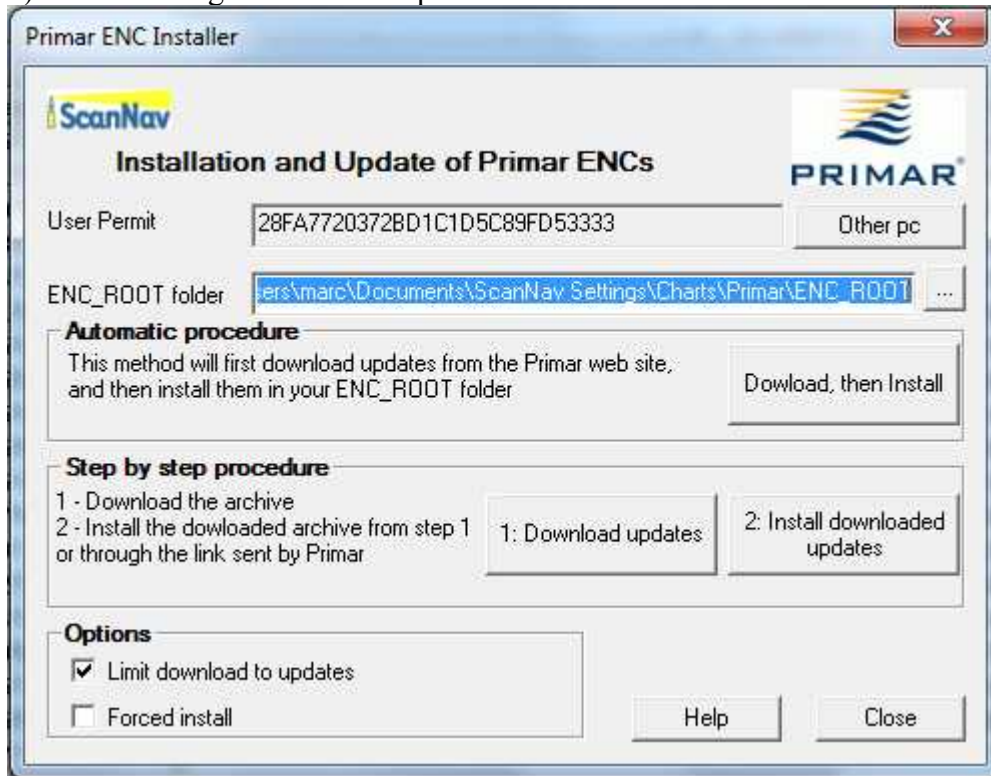 Primar ENC Installer
ScanNav
Installation and Update of Primar ENCs
PRIMAR
User Permit
28FA7720372BD1C1D5C89FD53333
Other pc
ENC_ROOT folder
sers\marc\Documents\ScanNav Settings\Charts\Primar\ENC_ROOT
...
Automatic procedure
This method will first download updates from the Primar web site,
and then install them in your ENC_ROOT folder
Dowload, then Install
Step by step procedure
1 - Download the archive
2 - Install the dowloaded archive from step 1
or through the link sent by Primar
1: Download updates
2: Install downloaded
updates
Options
Limit download to updates
Forced install
Help
Close